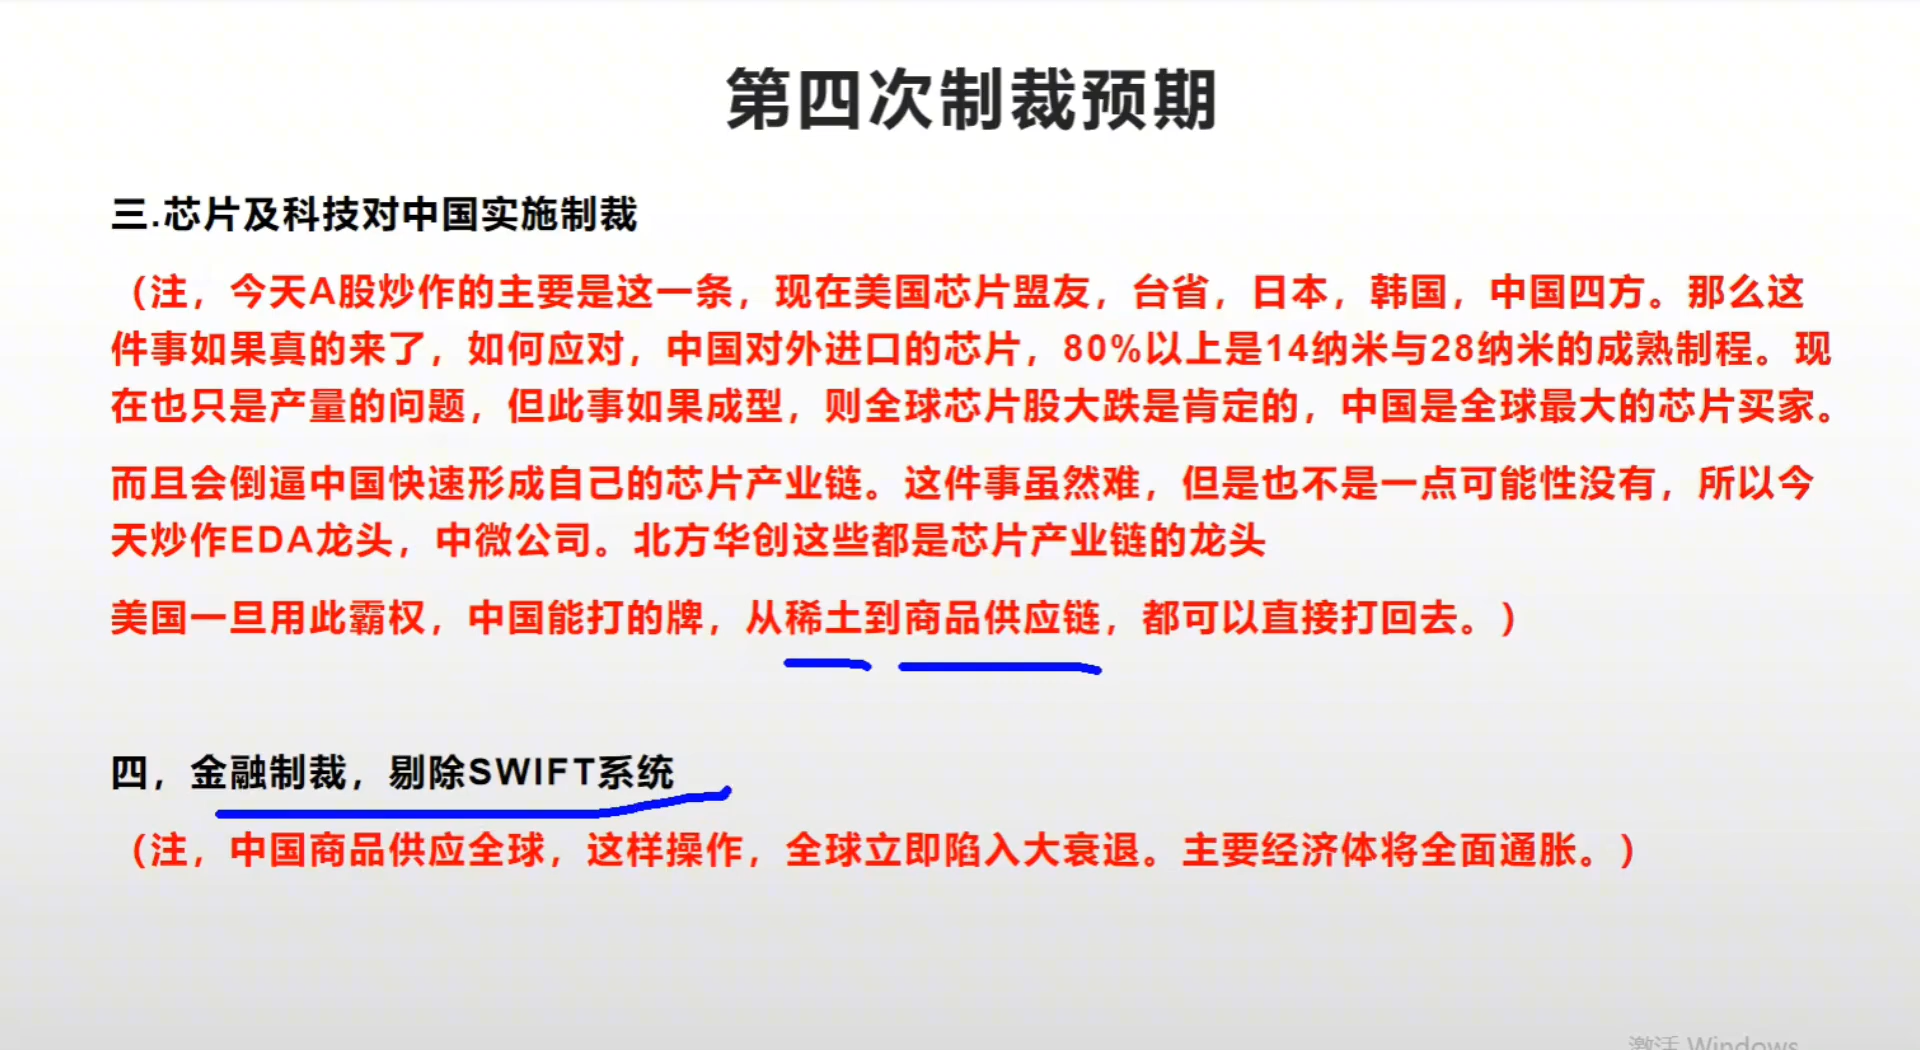 第四次制裁预期
三.芯片及科技对中国实施制裁
（注，今天A股炒作的主要是这一条，现在美国芯片盟友，台省，日本，韩国，中国四方。那么这
件事如果真的来了，如何应对，中国对外进口的芯片，80%以上是14纳米与28纳米的成熟制程。现
在也只是产量的问题，但此事如果成型，则全球芯片股大跌是肯定的，中国是全球最大的芯片买家。
而且会倒逼中国快速形成自己的芯片产业链。这件事虽然难，但是也不是一点可能性没有，所以今
天炒作EDA龙头，中微公司。北方华创这些都是芯片产业链的龙头
美国一旦用此霸权，中国能打的牌，从稀土到商品供应链，都可以直接打回去。）
四，金融制裁，剔除SWIFT系统
（注，中国商品供应全球，这样操作，全球立即陷入大衰退。主要经济体将全面通胀。）
激活 Windows